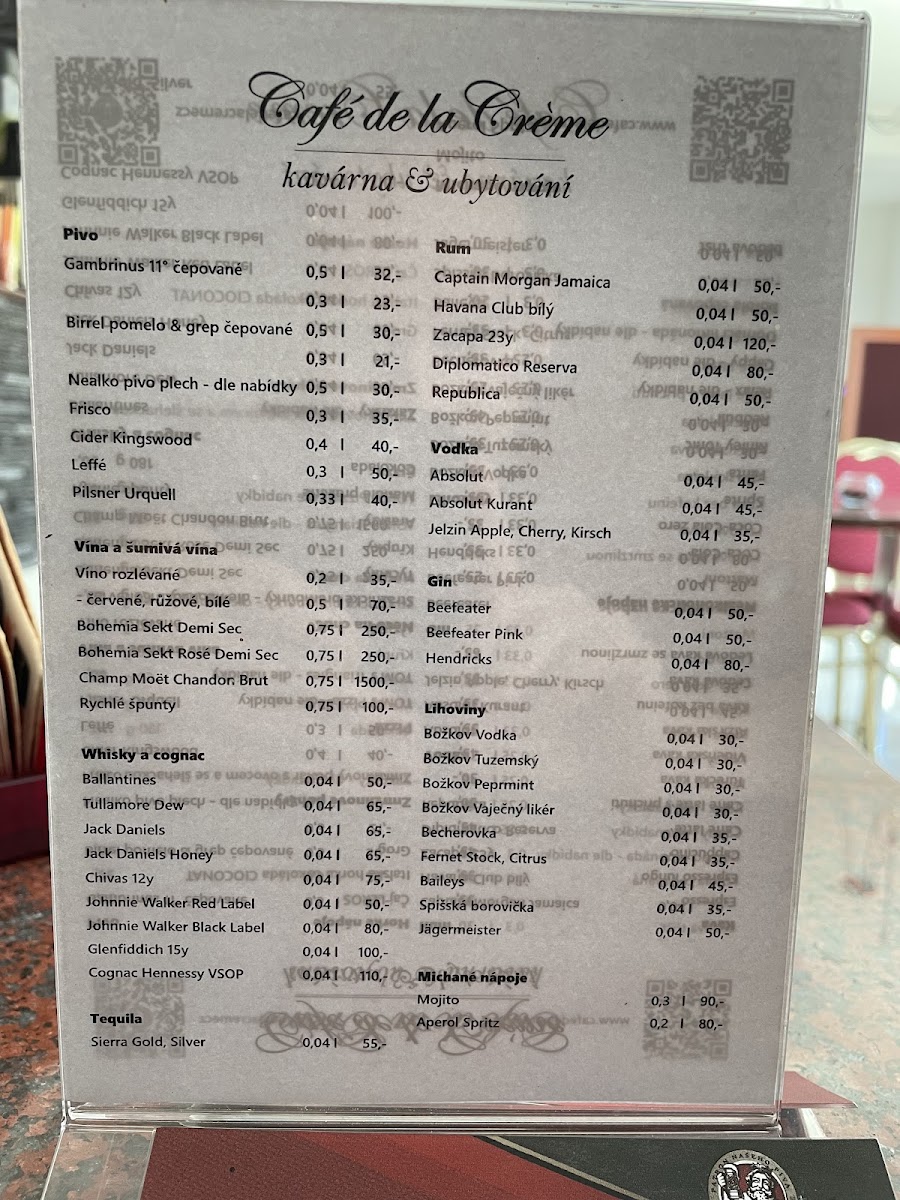 Café de la Crème
kavárna & ubytování
Pivo
Gambrinus 11° čepované 0,5 l 32,-
0,3 l 23,-
Birrel pomelo & grep čepované 0,5 l 30,-
0,3 l 21,-
Nealko pivo plech - dle nabídky 0,5 l 30,-
Frisco 0,3 l 35,-
Cider Kingswood 0,4 l 40,-
Leffé 0,3 l 50,-
Pilsner Urquell 0,33 l 40,-
Vína a šumivá vína
Víno rozlévané 0,2 l 35,-
- červené, růžové, bílé 0,5 l 70,-
Bohemia Sekt Demi Sec 0,75 l 250,-
Bohemia Sekt Rosé Demi Sec 0,75 l 250,-
Champ Moët Chandon Brut 0,75 l 1500,-
Rychlé špunty 0,75 l 100,-
Whisky a cognac
Ballantines 0,04 l 50,-
Tullamore Dew 0,04 l 65,-
Jack Daniels 0,04 l 65,-
Jack Daniels Honey 0,04 l 65,-
Chivas 12y 0,04 l 75,-
Johnnie Walker Red Label 0,04 l 50,-
Johnnie Walker Black Label 0,04 l 80,-
Glenfiddich 15y 0,04 l 100,-
Cognac Hennessy VSOP 0,04 l 110,-
Tequila
Sierra Gold, Silver 0,04 l 55,-
Rum
Captain Morgan Jamaica 0,04 l 50,-
Havana Club bílý 0,04 l 50,-
Zacapa 23y 0,04 l 120,-
Diplomatico Reserva 0,04 l 80,-
Republica 0,04 l 50,-
Vodka
Absolut 0,04 l 45,-
Absolut Kurant 0,04 l 45,-
Jelzin Apple, Cherry, Kirsch 0,04 l 35,-
Gin
Beefeater 0,04 l 50,-
Beefeater Pink 0,04 l 50,-
Hendricks 0,04 l 80,-
Lihoviny
Božkov Vodka 0,04 l 30,-
Božkov Tuzemský 0,04 l 30,-
Božkov Peprmint 0,04 l 30,-
Božkov Vaječný likér 0,04 l 30,-
Becherovka 0,04 l 35,-
Fernet Stock, Citrus 0,04 l 35,-
Baileys 0,04 l 45,-
Spišská borovička 0,04 l 35,-
Jägermeister 0,04 l 50,-
Míchané nápoje
Mojito 0,3 l 90,-
Aperol Spritz 0,2 l 80,-
PATRON NAŠEHO PIVA